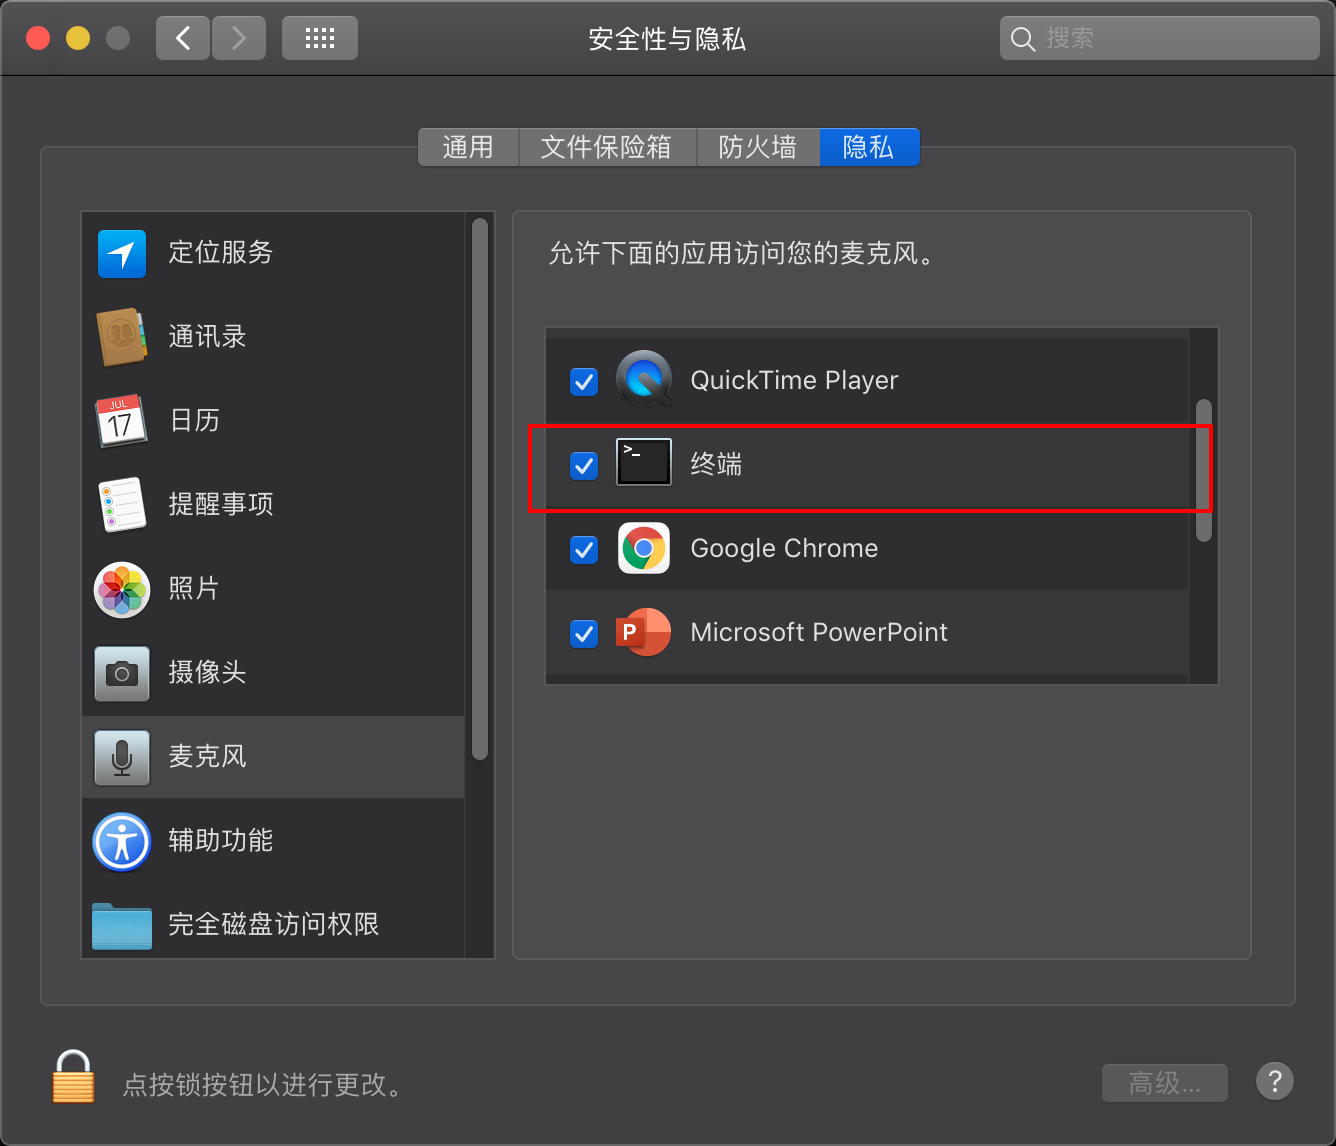 安全性与隐私
搜索
通用 文件保险箱 防火墙 隐私
定位服务
通讯录
JUL
17
日历
提醒事项
照片
摄像头
麦克风
辅助功能
完全磁盘访问权限
允许下面的应用访问您的麦克风。
QuickTime Player
>_
终端
Google Chrome
P
Microsoft PowerPoint
点按锁按钮以进行更改。
高级...
?